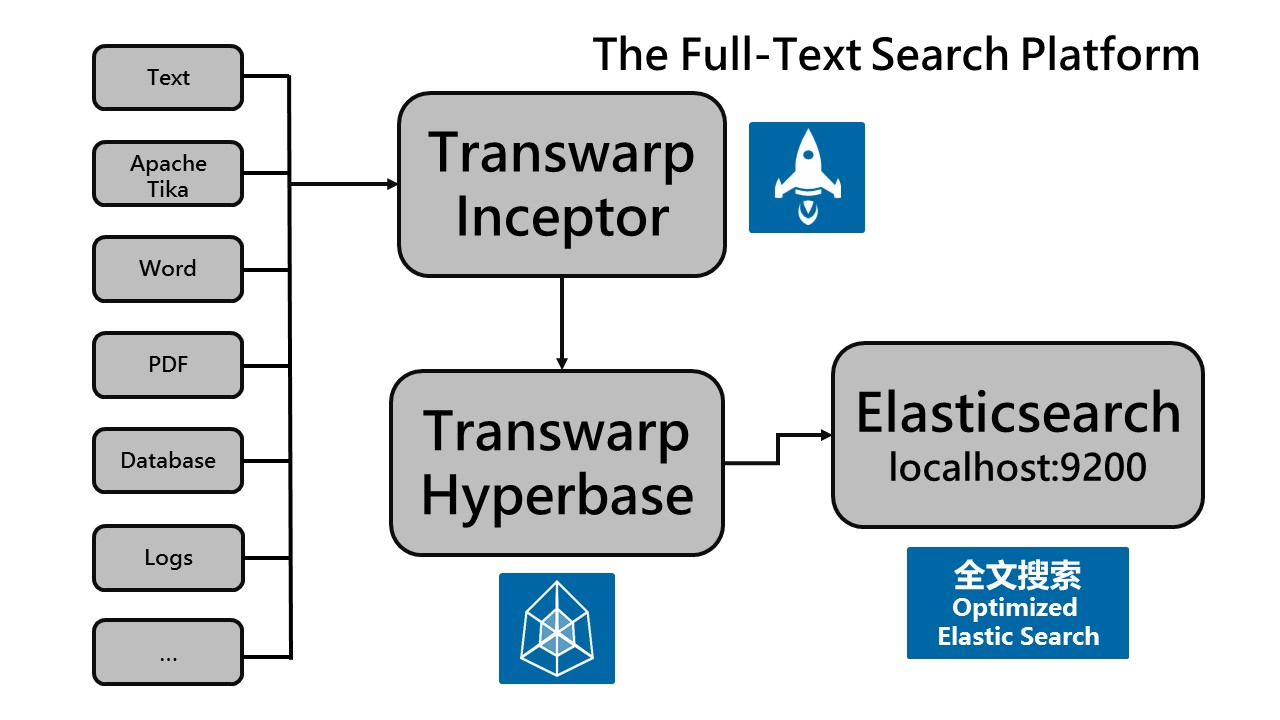 The Full-Text Search Platform
Text
Apache
Tika
Word
PDF
Database
Logs
...
Transwarp
Inceptor
Transwarp
Hyperbase
Elasticsearch
localhost:9200
全文搜索
Optimized
Elastic Search